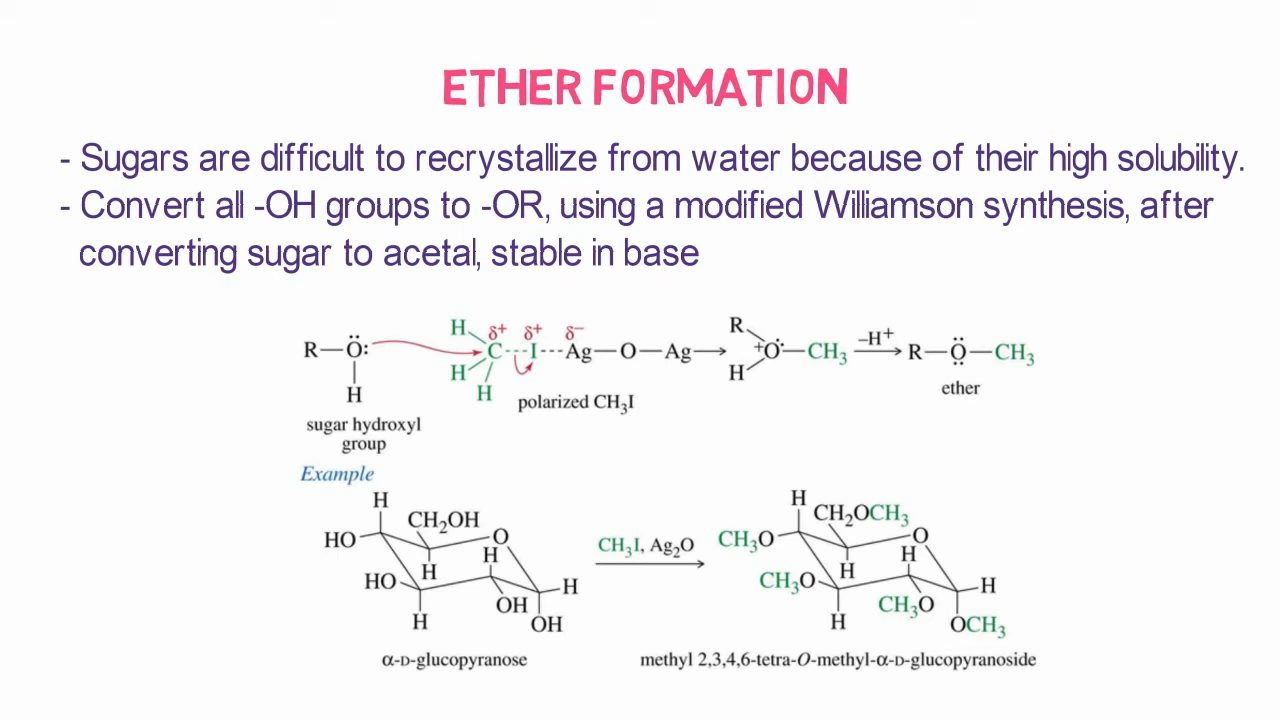 ETHER FORMATION
- Sugars are difficult to recrystallize from water because of their high solubility.
- Convert all -OH groups to -OR, using a modified Williamson synthesis, after
converting sugar to acetal, stable in base
H δ+ δ+ δ−
R—Ö: C---I---Ag—O—Ag
H H H
polarized CH₃I
sugar hydroxyl
group
R
+O—CH₃
H
–H⁺
R—Ö—CH₃
ether
Example
H
CH₂OH
HO
O
H
HO
H
H
OH
H
OH
α-D-glucopyranose
CH₃I, Ag₂O
H
CH₂OCH₃
CH₃O
O
H
CH₃O
H
H
CH₃O
H
OCH₃
methyl 2,3,4,6-tetra-O-methyl-α-D-glucopyranoside